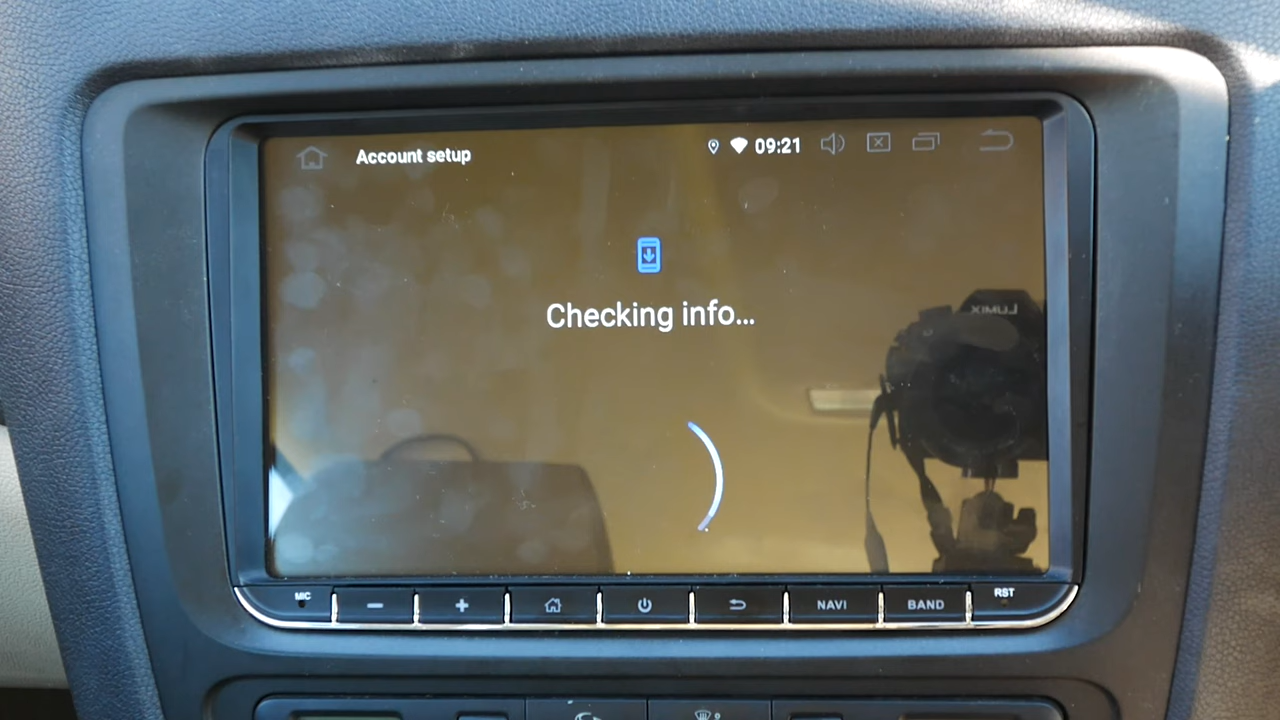 Account setup
09:21
Checking info...
LUMIX
MIC
NAVI
BAND
RST